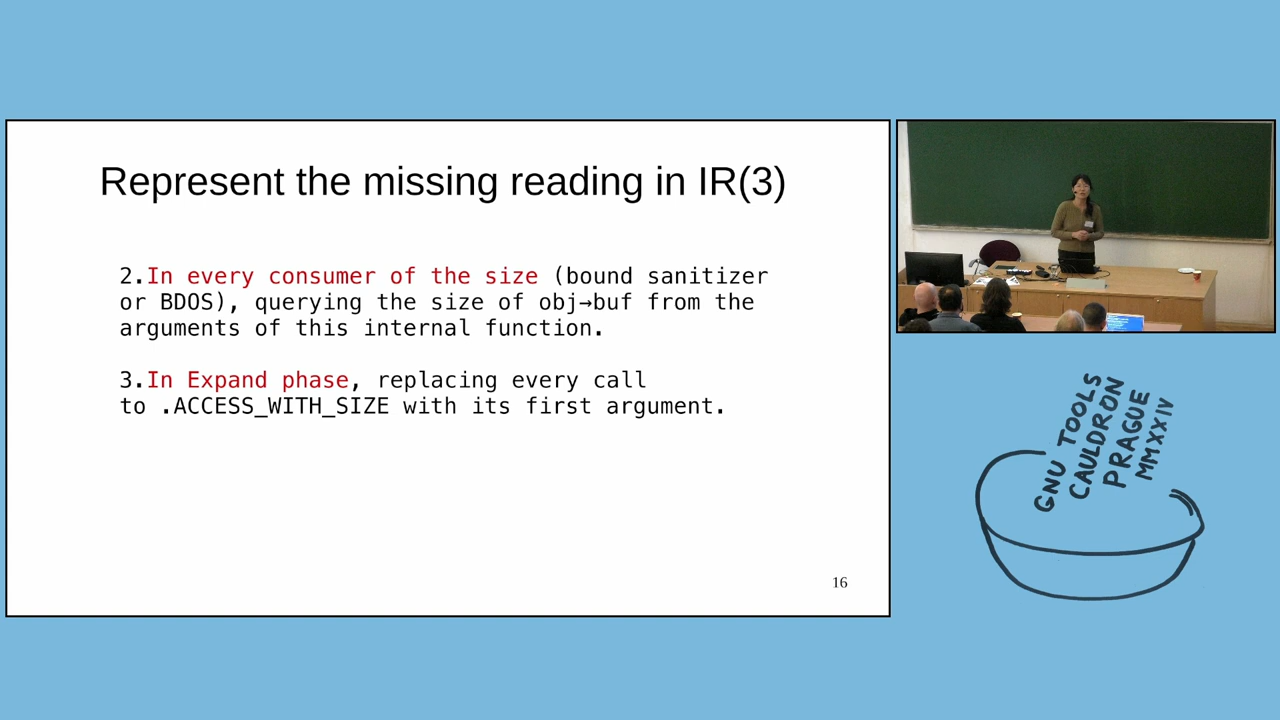 Represent the missing reading in IR(3)
2.In every consumer of the size (bound sanitizer
or BDOS), querying the size of obj→buf from the
arguments of this internal function.
3.In Expand phase, replacing every call
to .ACCESS_WITH_SIZE with its first argument.
16
GNU TOOLS
CAULDRON
PRAGUE
MMXXIV